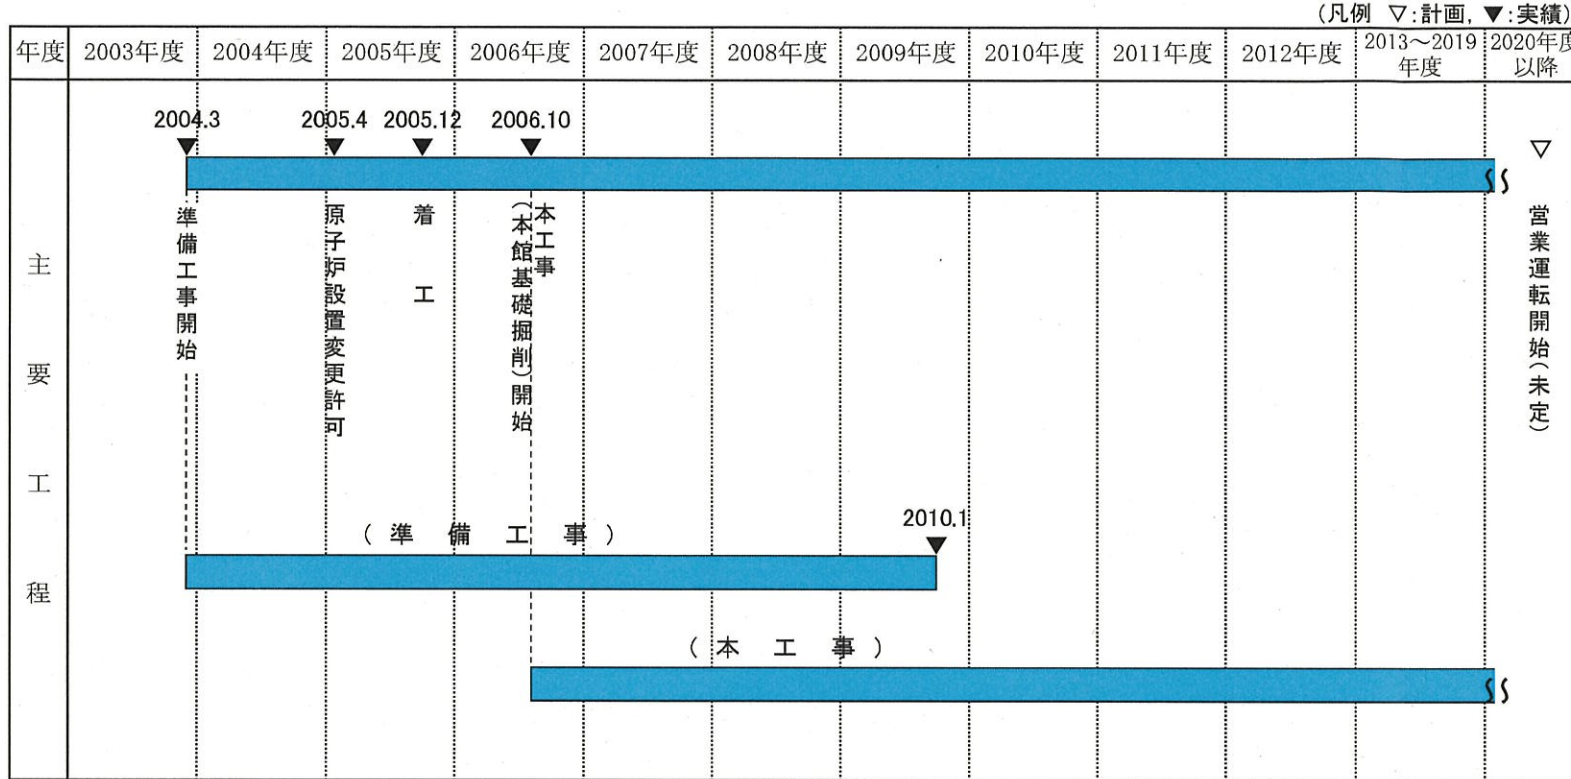 (凡例 ▽:計画, ▼:実績)
年度
2003年度
2004年度
2005年度
2006年度
2007年度
2008年度
2009年度
2010年度
2011年度
2012年度
2013～2019
年度
2020年度
以降
主要工程
2004.3
▼
2005.4
▼
2005.12
▼
2006.10
▼
▽
準備工事開始
原子炉設置変更許可
着工
本工事
(本館基礎掘削)開始
営業運転開始(未定)
(準備工事)
2010.1
▼
(本工事)